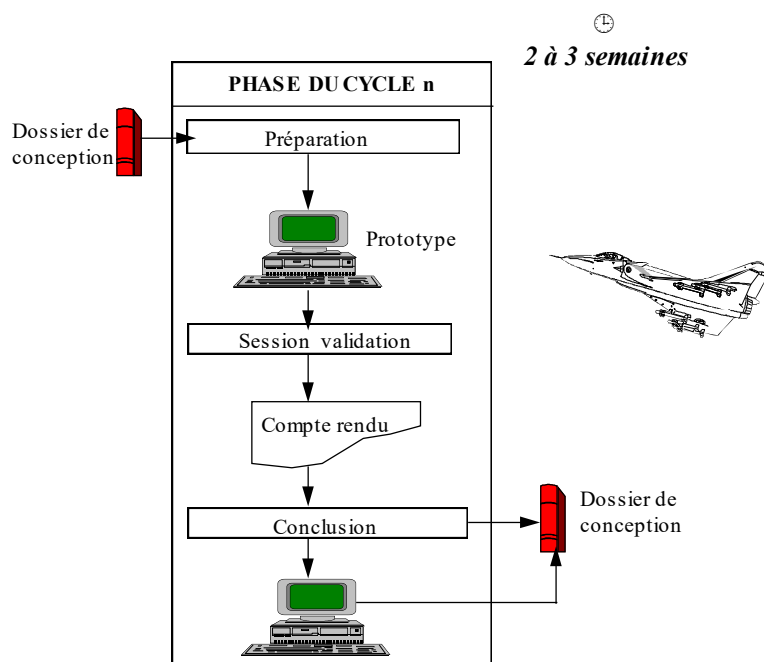 2 à 3 semaines
PHASE DU CYCLE n
Dossier de
conception
Préparation
Prototype
Session validation
Compte rendu
Conclusion
Dossier de
conception